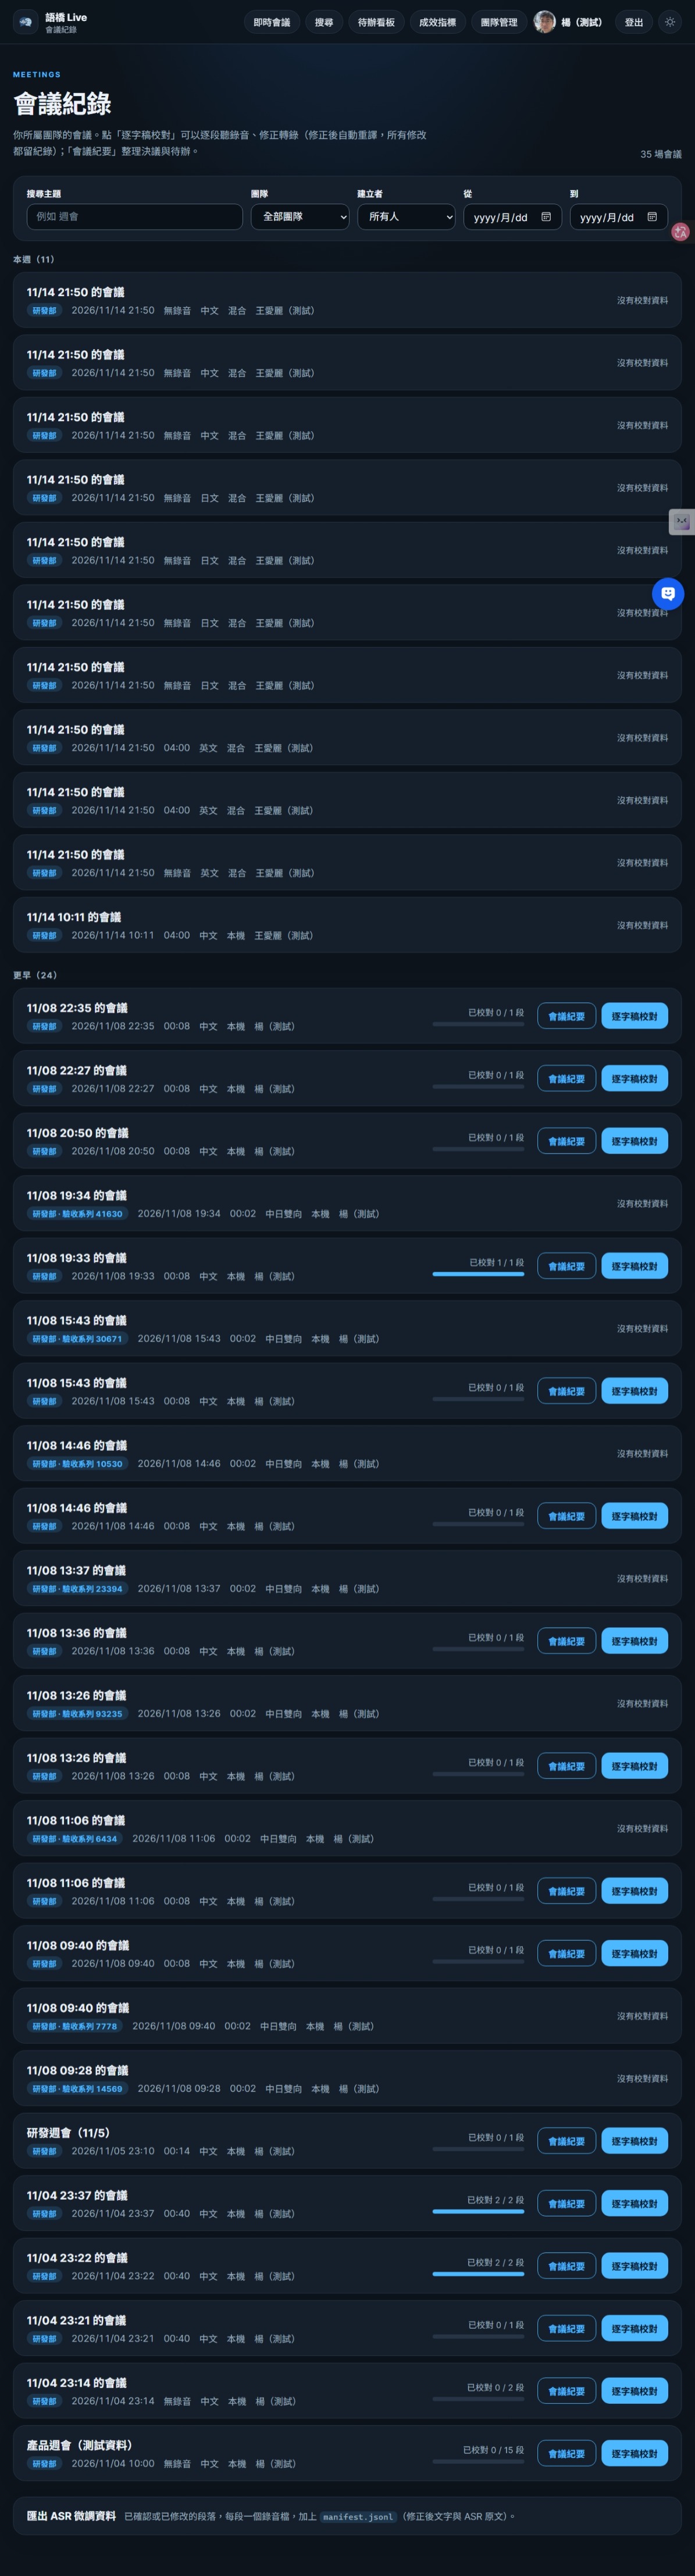 語橋 Live
會議紀錄
即時會議
搜尋
待辦看板
成效指標
團隊管理
楊（測試）
登出
MEETINGS
會議紀錄
你所屬團隊的會議。點「逐字稿校對」可以逐段聽錄音、修正轉錄（修正後自動重譯，所有修改
都留紀錄）；「會議紀要」整理決議與待辦。
35 場會議
搜尋主題
團隊
建立者
從
到
例如 週會
全部團隊
所有人
yyyy/月/dd
yyyy/月/dd
本週（11）
11/14 21:50 的會議
研發部 2026/11/14 21:50 無錄音 中文 混合 王愛麗（測試）
沒有校對資料
11/14 21:50 的會議
研發部 2026/11/14 21:50 無錄音 中文 混合 王愛麗（測試）
沒有校對資料
11/14 21:50 的會議
研發部 2026/11/14 21:50 無錄音 中文 混合 王愛麗（測試）
沒有校對資料
11/14 21:50 的會議
研發部 2026/11/14 21:50 無錄音 日文 混合 王愛麗（測試）
沒有校對資料
11/14 21:50 的會議
研發部 2026/11/14 21:50 無錄音 日文 混合 王愛麗（測試）
沒有校對資料
11/14 21:50 的會議
研發部 2026/11/14 21:50 無錄音 日文 混合 王愛麗（測試）
沒有校對資料
11/14 21:50 的會議
研發部 2026/11/14 21:50 無錄音 日文 混合 王愛麗（測試）
沒有校對資料
11/14 21:50 的會議
研發部 2026/11/14 21:50 04:00 英文 混合 王愛麗（測試）
沒有校對資料
11/14 21:50 的會議
研發部 2026/11/14 21:50 04:00 英文 混合 王愛麗（測試）
沒有校對資料
11/14 21:50 的會議
研發部 2026/11/14 21:50 無錄音 英文 混合 王愛麗（測試）
沒有校對資料
11/14 10:11 的會議
研發部 2026/11/14 10:11 04:00 中文 本機 王愛麗（測試）
沒有校對資料
更早（24）
11/08 22:35 的會議
研發部 2026/11/08 22:35 00:08 中文 本機 楊（測試）
已校對 0 / 1 段
會議紀要
逐字稿校對
11/08 22:27 的會議
研發部 2026/11/08 22:27 00:08 中文 本機 楊（測試）
已校對 0 / 1 段
會議紀要
逐字稿校對
11/08 20:50 的會議
研發部 2026/11/08 20:50 00:08 中文 本機 楊（測試）
已校對 0 / 1 段
會議紀要
逐字稿校對
11/08 19:34 的會議
研發部 · 驗收系列 41630 2026/11/08 19:34 00:02 中日雙向 本機 楊（測試）
沒有校對資料
11/08 19:33 的會議
研發部 2026/11/08 19:33 00:08 中文 本機 楊（測試）
已校對 1 / 1 段
會議紀要
逐字稿校對
11/08 15:43 的會議
研發部 · 驗收系列 30671 2026/11/08 15:43 00:02 中日雙向 本機 楊（測試）
沒有校對資料
11/08 15:43 的會議
研發部 2026/11/08 15:43 00:08 中文 本機 楊（測試）
已校對 0 / 1 段
會議紀要
逐字稿校對
11/08 14:46 的會議
研發部 · 驗收系列 10530 2026/11/08 14:46 00:02 中日雙向 本機 楊（測試）
沒有校對資料
11/08 14:46 的會議
研發部 2026/11/08 14:46 00:08 中文 本機 楊（測試）
已校對 0 / 1 段
會議紀要
逐字稿校對
11/08 13:37 的會議
研發部 · 驗收系列 23394 2026/11/08 13:37 00:02 中日雙向 本機 楊（測試）
沒有校對資料
11/08 13:36 的會議
研發部 2026/11/08 13:36 00:08 中文 本機 楊（測試）
已校對 0 / 1 段
會議紀要
逐字稿校對
11/08 13:26 的會議
研發部 · 驗收系列 93235 2026/11/08 13:26 00:02 中日雙向 本機 楊（測試）
沒有校對資料
11/08 13:26 的會議
研發部 2026/11/08 13:26 00:08 中文 本機 楊（測試）
已校對 0 / 1 段
會議紀要
逐字稿校對
11/08 11:06 的會議
研發部 · 驗收系列 6434 2026/11/08 11:06 00:02 中日雙向 本機 楊（測試）
沒有校對資料
11/08 11:06 的會議
研發部 2026/11/08 11:06 00:08 中文 本機 楊（測試）
已校對 0 / 1 段
會議紀要
逐字稿校對
11/08 09:40 的會議
研發部 2026/11/08 09:40 00:08 中文 本機 楊（測試）
已校對 0 / 1 段
會議紀要
逐字稿校對
11/08 09:40 的會議
研發部 · 驗收系列 7778 2026/11/08 09:40 00:02 中日雙向 本機 楊（測試）
沒有校對資料
11/08 09:28 的會議
研發部 · 驗收系列 14569 2026/11/08 09:28 00:02 中日雙向 本機 楊（測試）
沒有校對資料
研發週會（11/5）
研發部 2026/11/05 23:10 00:14 中文 本機 楊（測試）
已校對 0 / 1 段
會議紀要
逐字稿校對
11/04 23:37 的會議
研發部 2026/11/04 23:37 00:40 中文 本機 楊（測試）
已校對 2 / 2 段
會議紀要
逐字稿校對
11/04 23:22 的會議
研發部 2026/11/04 23:22 00:40 中文 本機 楊（測試）
已校對 2 / 2 段
會議紀要
逐字稿校對
11/04 23:21 的會議
研發部 2026/11/04 23:21 00:40 中文 本機 楊（測試）
已校對 0 / 1 段
會議紀要
逐字稿校對
11/04 23:14 的會議
研發部 2026/11/04 23:14 無錄音 中文 本機 楊（測試）
已校對 0 / 2 段
會議紀要
逐字稿校對
產品週會（測試資料）
研發部 2026/11/04 10:00 無錄音 中文 本機 楊（測試）
已校對 0 / 15 段
會議紀要
逐字稿校對
匯出 ASR 微調資料 已確認或已修改的段落，每段一個錄音檔，加上 manifest.jsonl（修正後文字與 ASR 原文）。